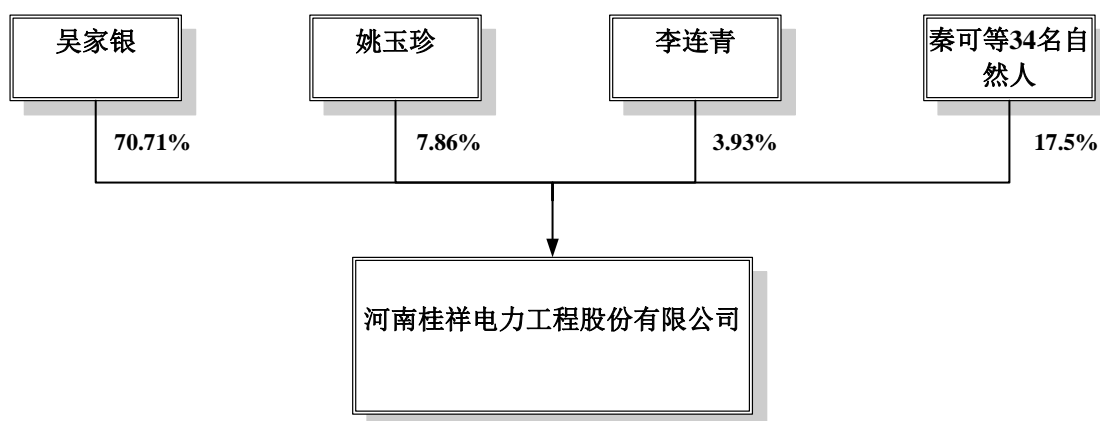 吴家银
姚玉珍
李连青
秦可等34名自
然人
70.71%
7.86%
3.93%
17.5%
河南桂祥电力工程股份有限公司